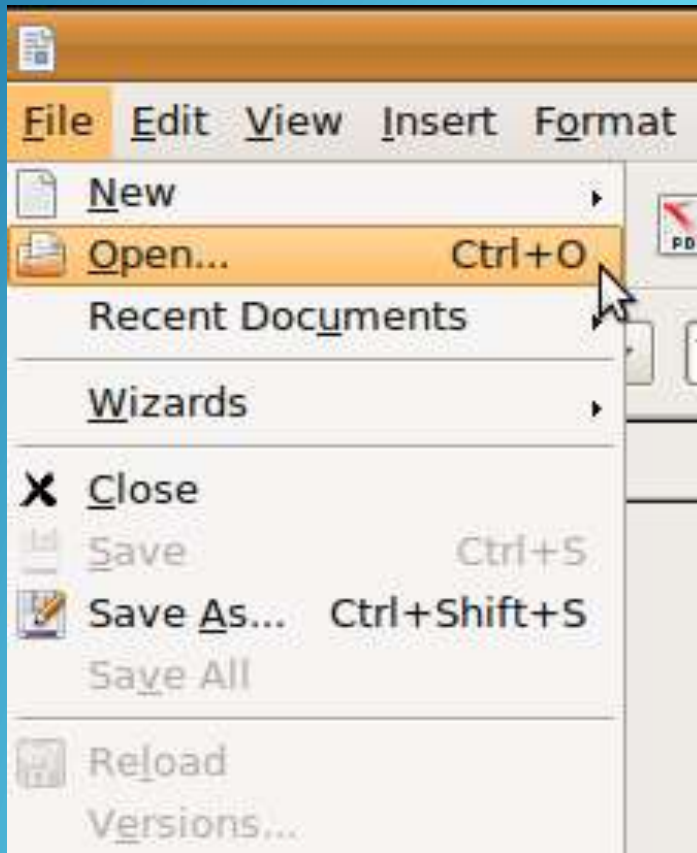 File Edit View Insert Format
New
Open... Ctrl+O
PD
Recent Documents
Wizards
Close
Save Ctrl+S
Save As... Ctrl+Shift+S
Save All
Reload
Versions...